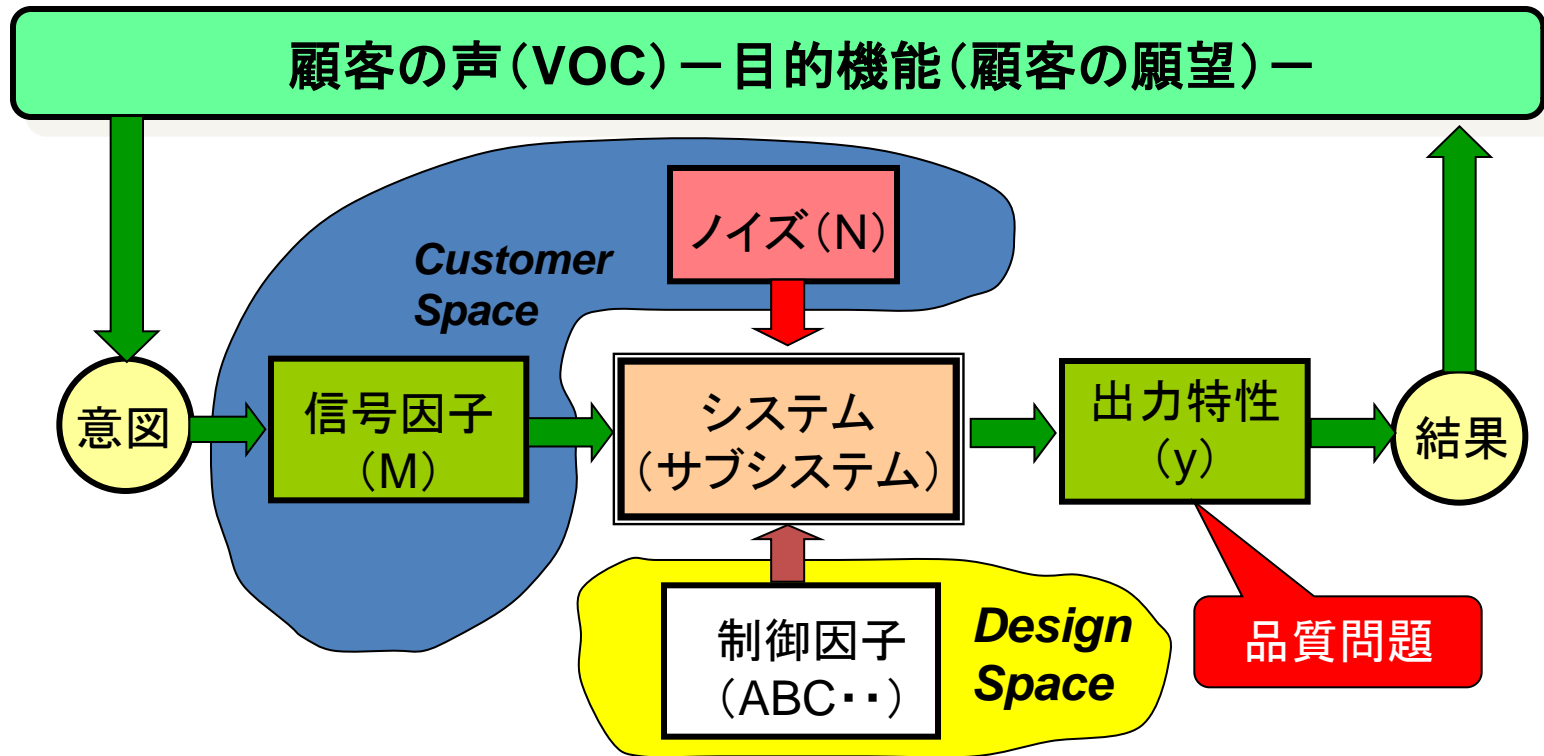 顧客の声（VOC）－目的機能（顧客の願望）－
ノイズ（N）
Customer
Space
意図
信号因子
（M）
システム
（サブシステム）
出力特性
（y）
結果
制御因子
（ABC・・）
Design
Space
品質問題